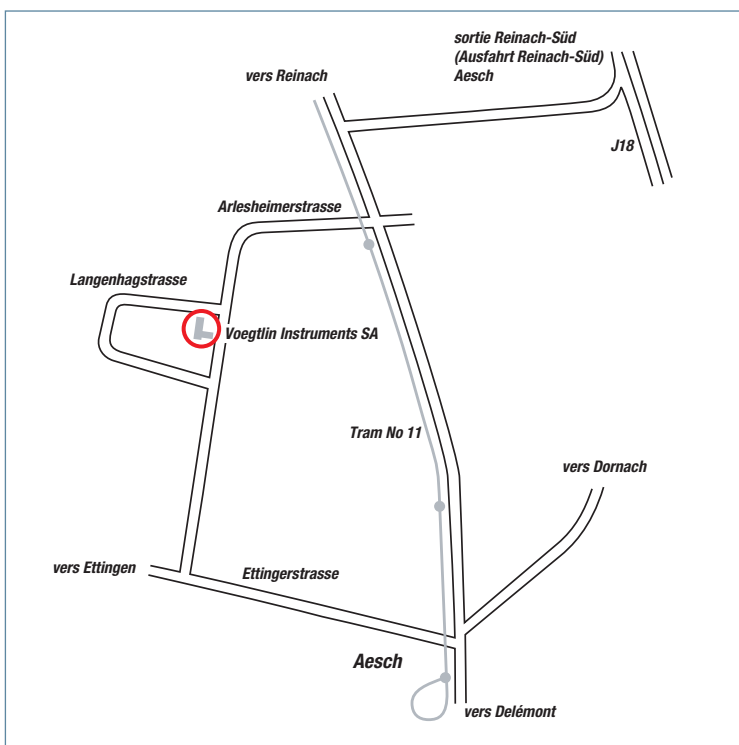 sortie Reinach-Süd
(Ausfahrt Reinach-Süd)
Aesch
vers Reinach
J18
Arlesheimerstrasse
Langenhagstrasse
Voegtlin Instruments SA
Tram No 11
vers Dornach
vers Ettingen
Ettingerstrasse
Aesch
vers Delémont